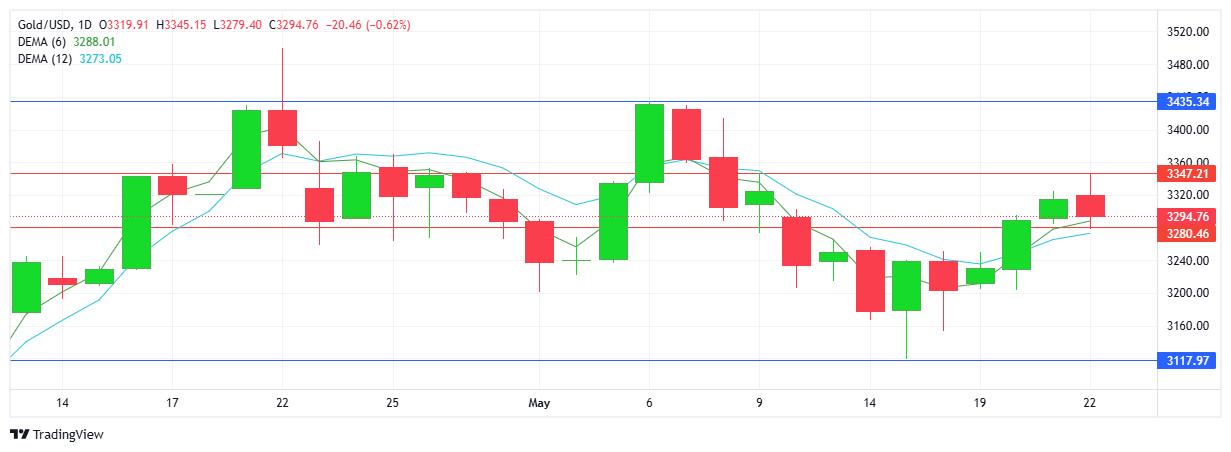 Gold/USD, 1D O3319.91 H3345.15 L3279.40 C3294.76 −20.46 (−0.62%)
DEMA (6) 3288.01
DEMA (12) 3273.05
3520.00
3480.00
3435.34
3400.00
3360.00
3347.21
3320.00
3294.76
3280.46
3240.00
3200.00
3160.00
3117.97
14 17 22 25 May 6 9 14 19 22
TradingView